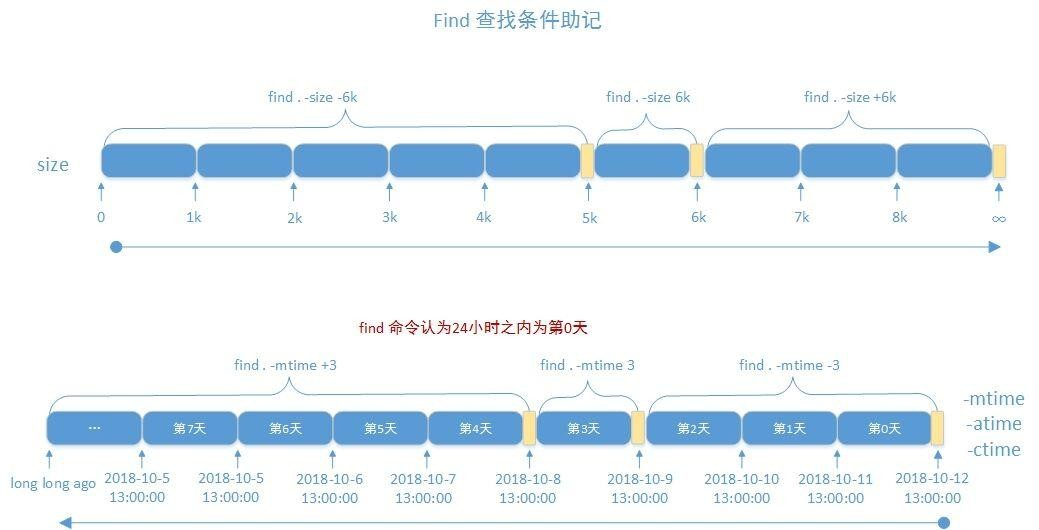 Find 查找条件助记
find . -size -6k
find . -size 6k
find . -size +6k
size
0
1k
2k
3k
4k
5k
6k
7k
8k
∞
find 命令认为24小时之内为第0天
find . -mtime +3
find . -mtime 3
find . -mtime -3
...
第7天
第6天
第5天
第4天
第3天
第2天
第1天
第0天
-mtime
-atime
-ctime
long long ago
2018-10-5
13:00:00
2018-10-5
13:00:00
2018-10-6
13:00:00
2018-10-7
13:00:00
2018-10-8
13:00:00
2018-10-9
13:00:00
2018-10-10
13:00:00
2018-10-11
13:00:00
2018-10-12
13:00:00